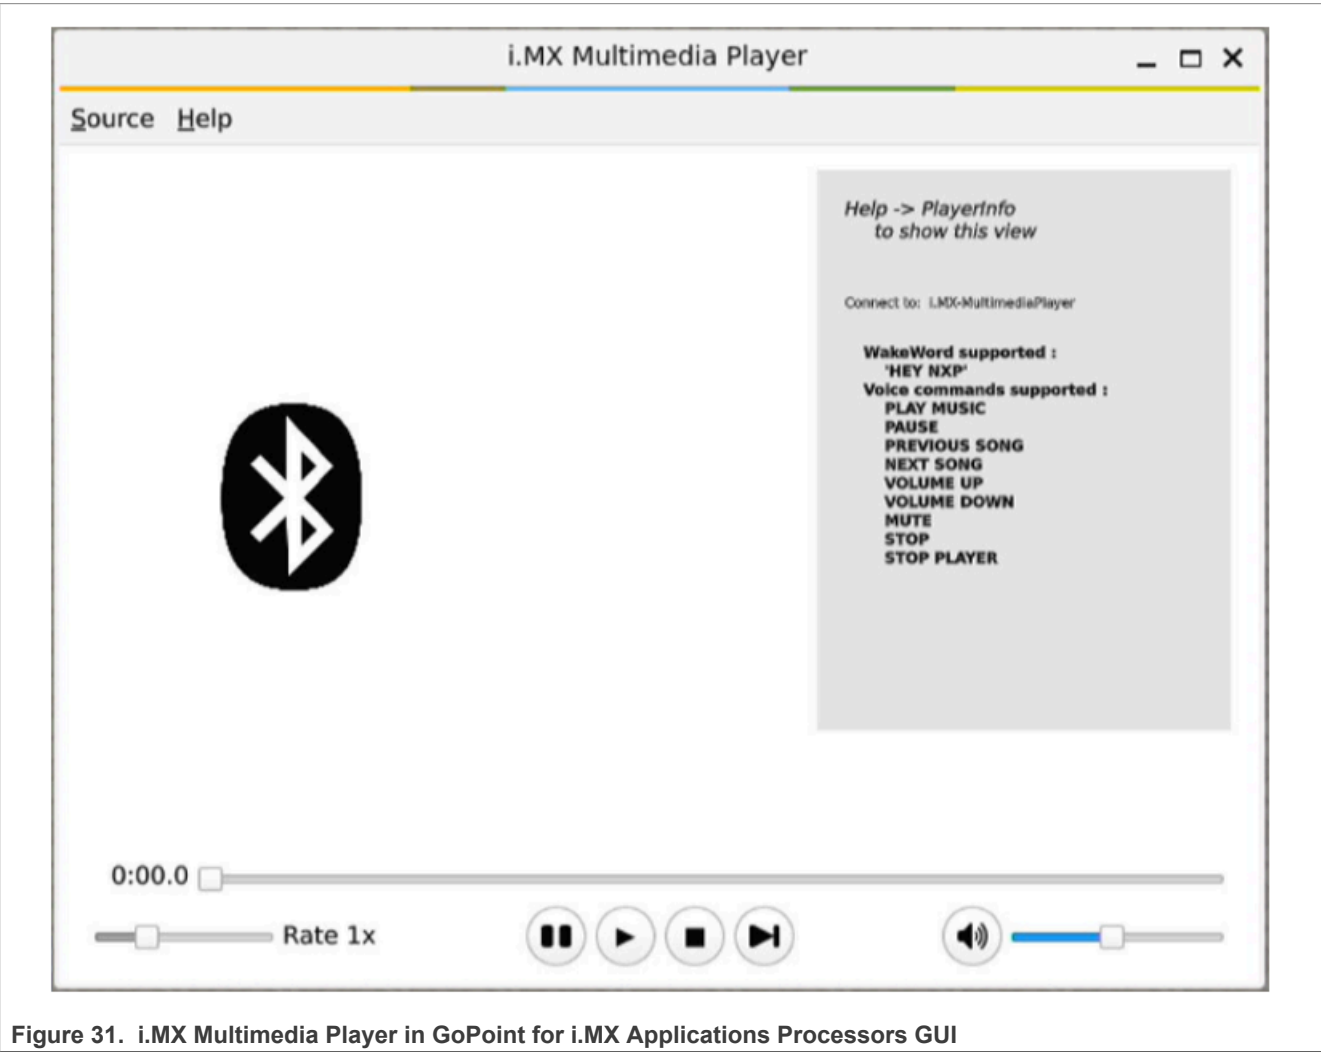 i.MX Multimedia Player
Source Help
Help -> PlayerInfo
to show this view
Connect to: i.MX-MultimediaPlayer
WakeWord supported :
'HEY NXP'
Voice commands supported :
PLAY MUSIC
PAUSE
PREVIOUS SONG
NEXT SONG
VOLUME UP
VOLUME DOWN
MUTE
STOP
STOP PLAYER
0:00.0
Rate 1x
Figure 31. i.MX Multimedia Player in GoPoint for i.MX Applications Processors GUI